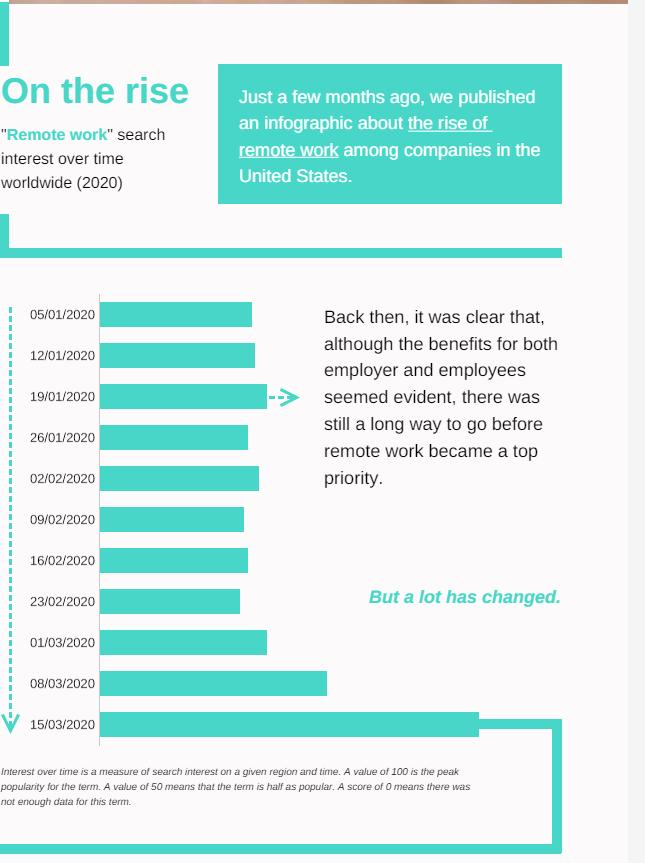 On the rise
"Remote work" search
interest over time
worldwide (2020)
Just a few months ago, we published
an infographic about the rise of
remote work among companies in the
United States.
05/01/2020
12/01/2020
19/01/2020
26/01/2020
02/02/2020
09/02/2020
16/02/2020
23/02/2020
01/03/2020
08/03/2020
15/03/2020
Back then, it was clear that,
although the benefits for both
employer and employees
seemed evident, there was
still a long way to go before
remote work became a top
priority.
But a lot has changed.
Interest over time is a measure of search interest on a given region and time. A value of 100 is the peak
popularity for the term. A value of 50 means that the term is half as popular. A score of 0 means there was
not enough data for this term.